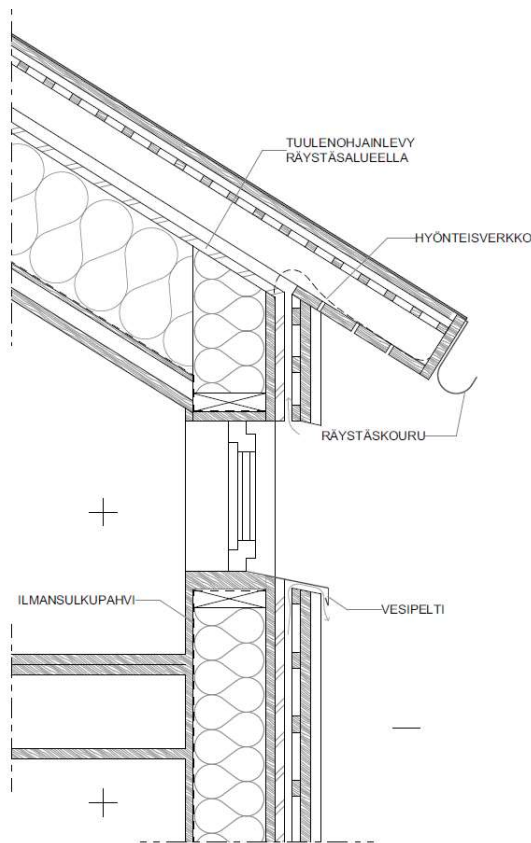 TUULENOHJAINLEVY
RÄYSTÄSALUEELLA
HYÖNTEISVERKKO
RÄYSTÄSKOURU
ILMANSULKUPAHVI
VESIPELTI